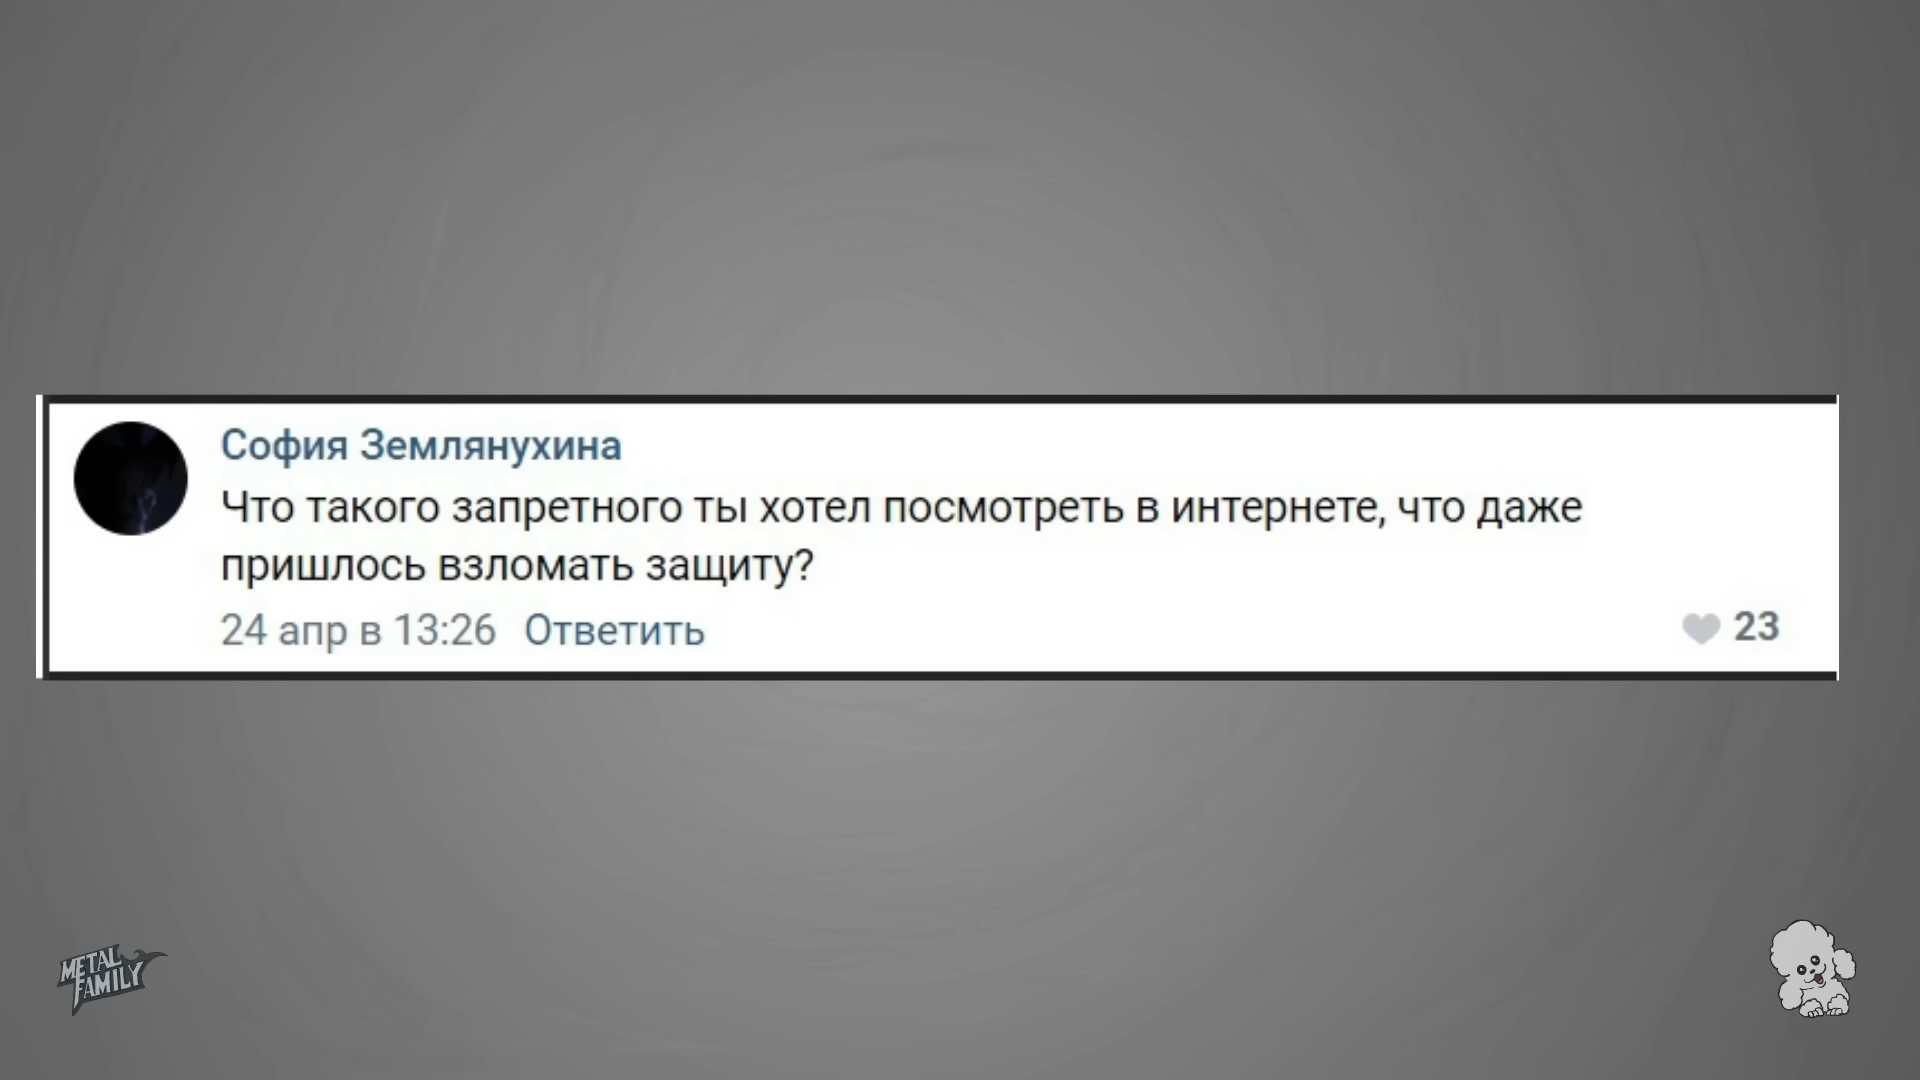 София Землянухина
Что такого запретного ты хотел посмотреть в интернете, что даже
пришлось взломать защиту?
24 апр в 13:26 Ответить
23
METAL
FAMILY